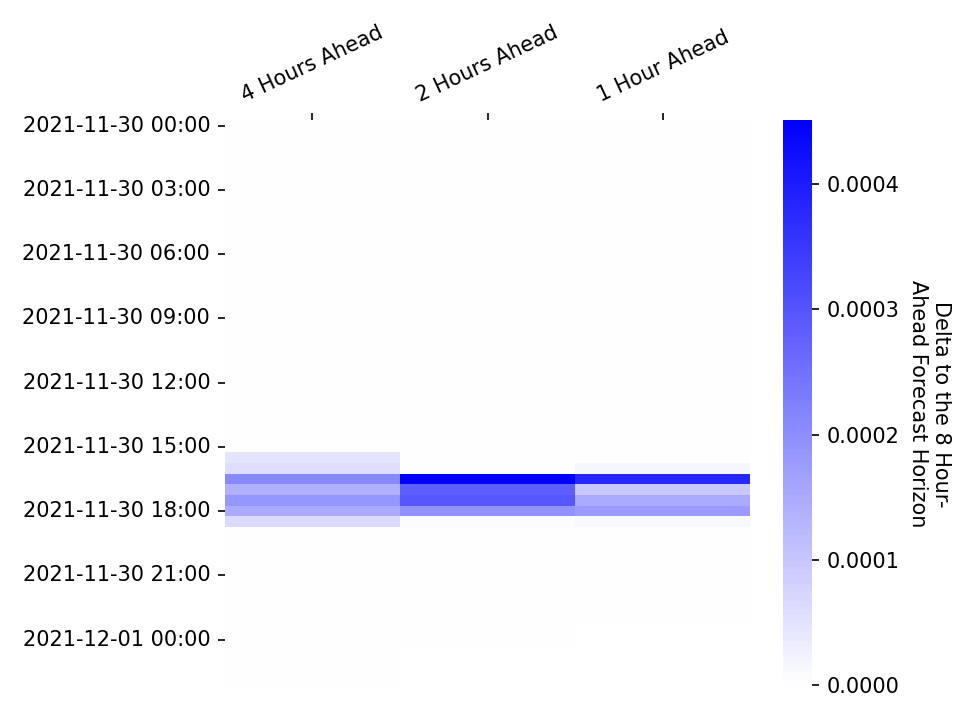 4 Hours Ahead
2 Hours Ahead
1 Hour Ahead
2021-11-30 00:00
2021-11-30 03:00
2021-11-30 06:00
2021-11-30 09:00
2021-11-30 12:00
2021-11-30 15:00
2021-11-30 18:00
2021-11-30 21:00
2021-12-01 00:00
0.0004
0.0003
0.0002
0.0001
0.0000
Delta to the 8 Hour-
Ahead Forecast Horizon